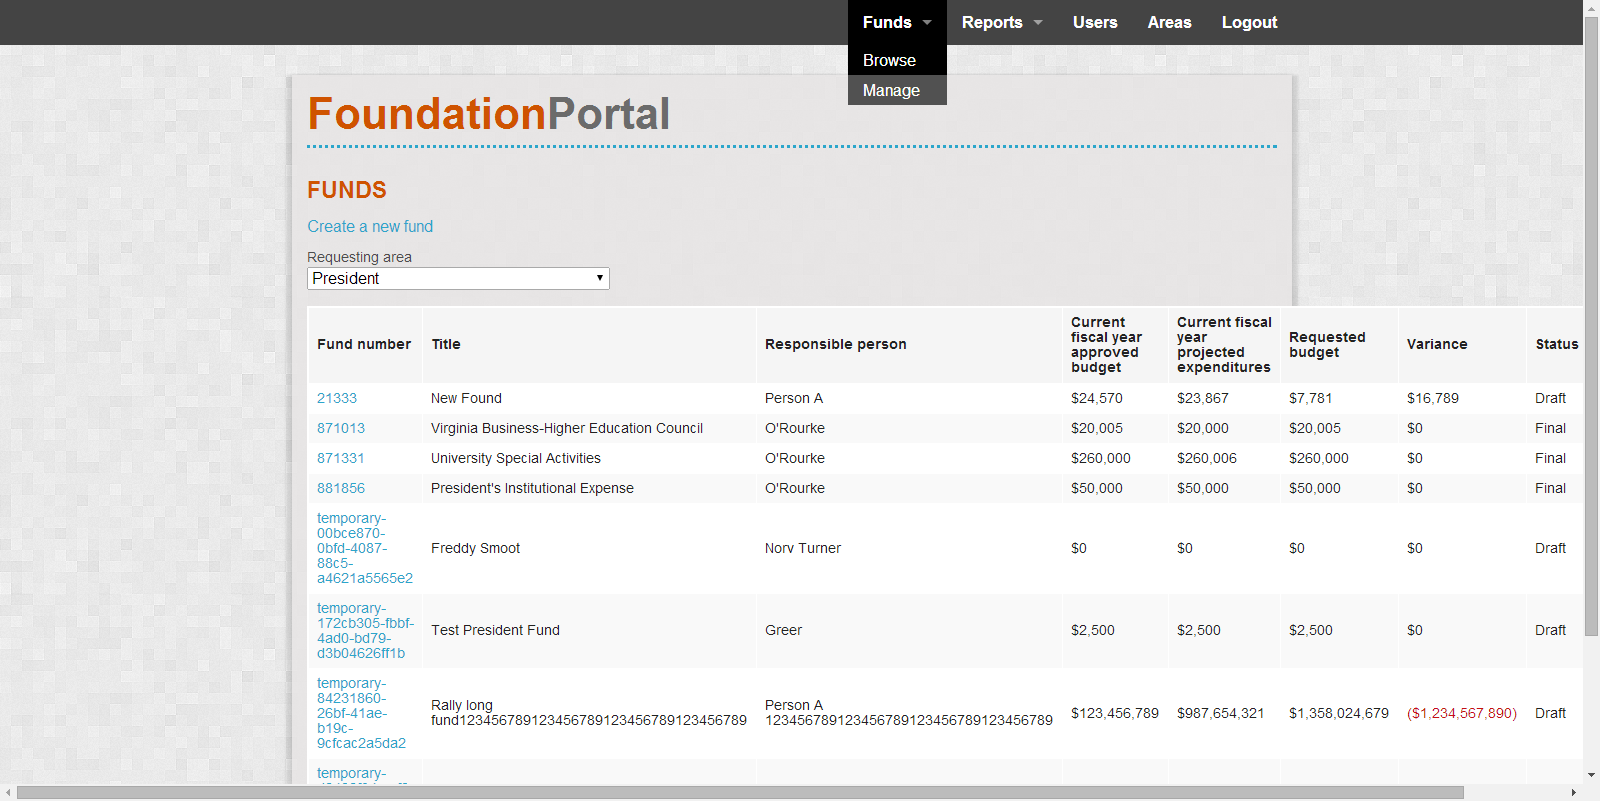 Funds Reports Users Areas Logout
Browse
Manage
FoundationPortal
FUNDS
Create a new fund
Requesting area
President
Fund number Title Responsible person Current fiscal year approved budget Current fiscal year projected expenditures Requested budget Variance Status
21333 New Found Person A $24,570 $23,867 $7,781 $16,789 Draft
871013 Virginia Business-Higher Education Council O'Rourke $20,005 $20,000 $20,005 $0 Final
871331 University Special Activities O'Rourke $260,000 $260,006 $260,000 $0 Final
881856 President's Institutional Expense O'Rourke $50,000 $50,000 $50,000 $0 Final
temporary-
00bce870-
0bfd-4087-
88c5-
a4621a5565e2
Freddy Smoot Norv Turner $0 $0 $0 $0 Draft
temporary-
172cb305-fbbf-
4ad0-bd79-
d3b04626ff1b
Test President Fund Greer $2,500 $2,500 $2,500 $0 Draft
temporary-
84231860-
26bf-41ae-
b19c-
9cfcac2a5da2
Rally long
fund123456789123456789123456789123456789
Person A
123456789123456789123456789123456789
$123,456,789 $987,654,321 $1,358,024,679 ($1,234,567,890) Draft
temporary-